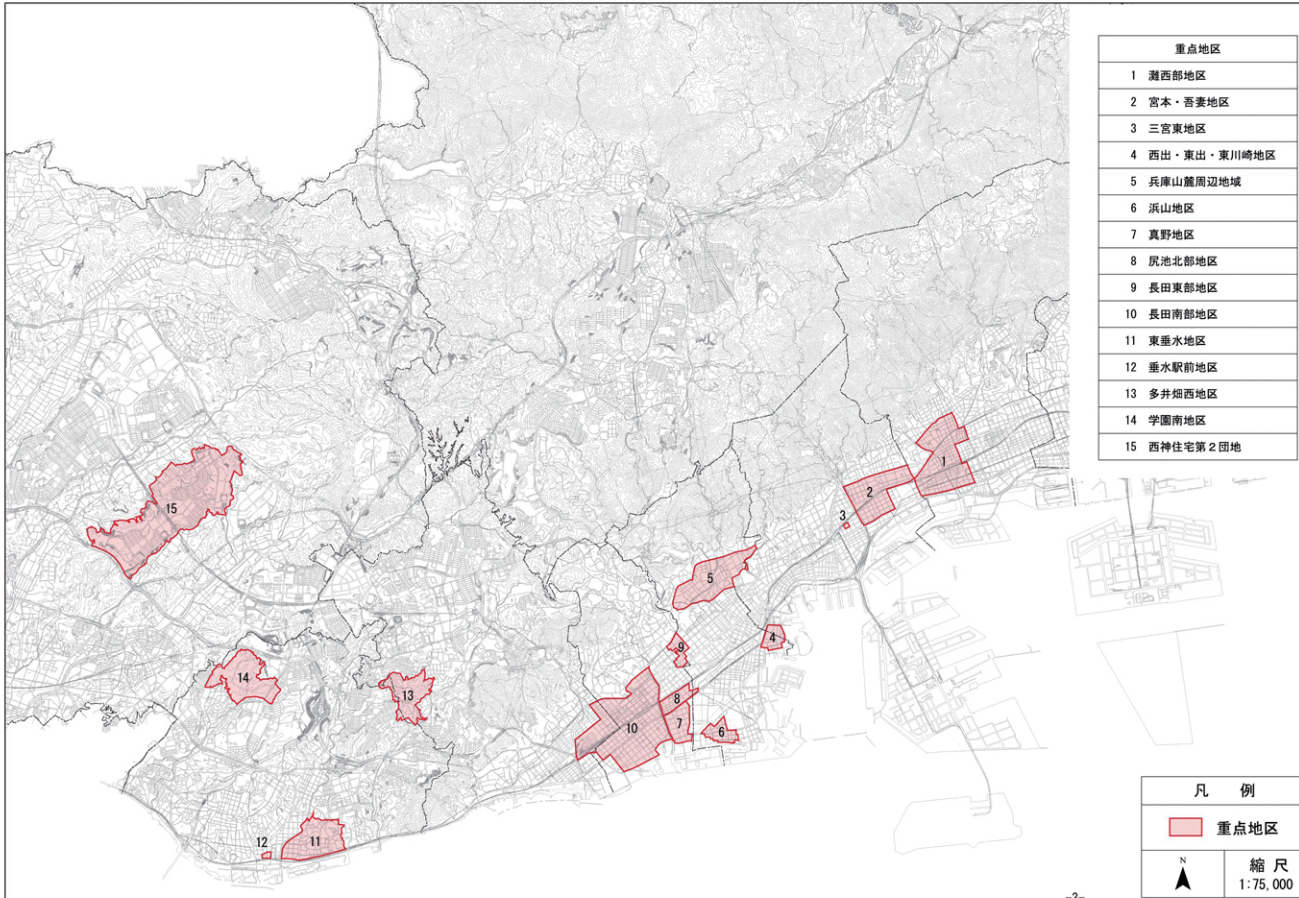 重点地区
1 灘西部地区
2 宮本・吾妻地区
3 三宮東地区
4 西出・東出・東川崎地区
5 兵庫山麓周辺地域
6 浜山地区
7 真野地区
8 尻池北部地区
9 長田東部地区
10 長田南部地区
11 東垂水地区
12 垂水駅前地区
13 多井畑西地区
14 学園南地区
15 西神住宅第2団地
1
2
3
15
5
4
9
14
13
8
10
7
6
12
11
凡 例
重点地区
N
縮 尺
1:75,000
-3-